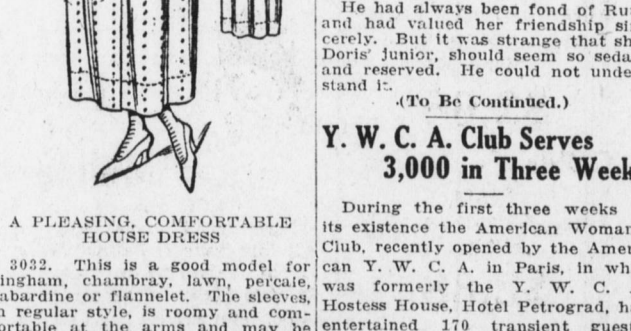 A PLEASING, COMFORTABLE
HOUSE DRESS
3032. This is a good model for
ingham, chambray, lawn, percale,
abardine or flannelet. The sleeves,
n regular style, is roomy and com-
ortable at the arms and may be
He had always been fond of Ru
and had valued her friendship si
cerely. But it was strange that sh
Doris' junior, should seem so seda
and reserved. He could not unde
stand it.
(To Be Continued.)
Y. W. C. A. Club Serves
3,000 in Three Week
During the first three weeks
its existence the American Woman
Club, recently opened by the Amer
can Y. W. C. A. in Paris, in wh
was formerly the Y. W. C.
Hostess House, Hotel Petrograd, h
entertained 170 transient gues